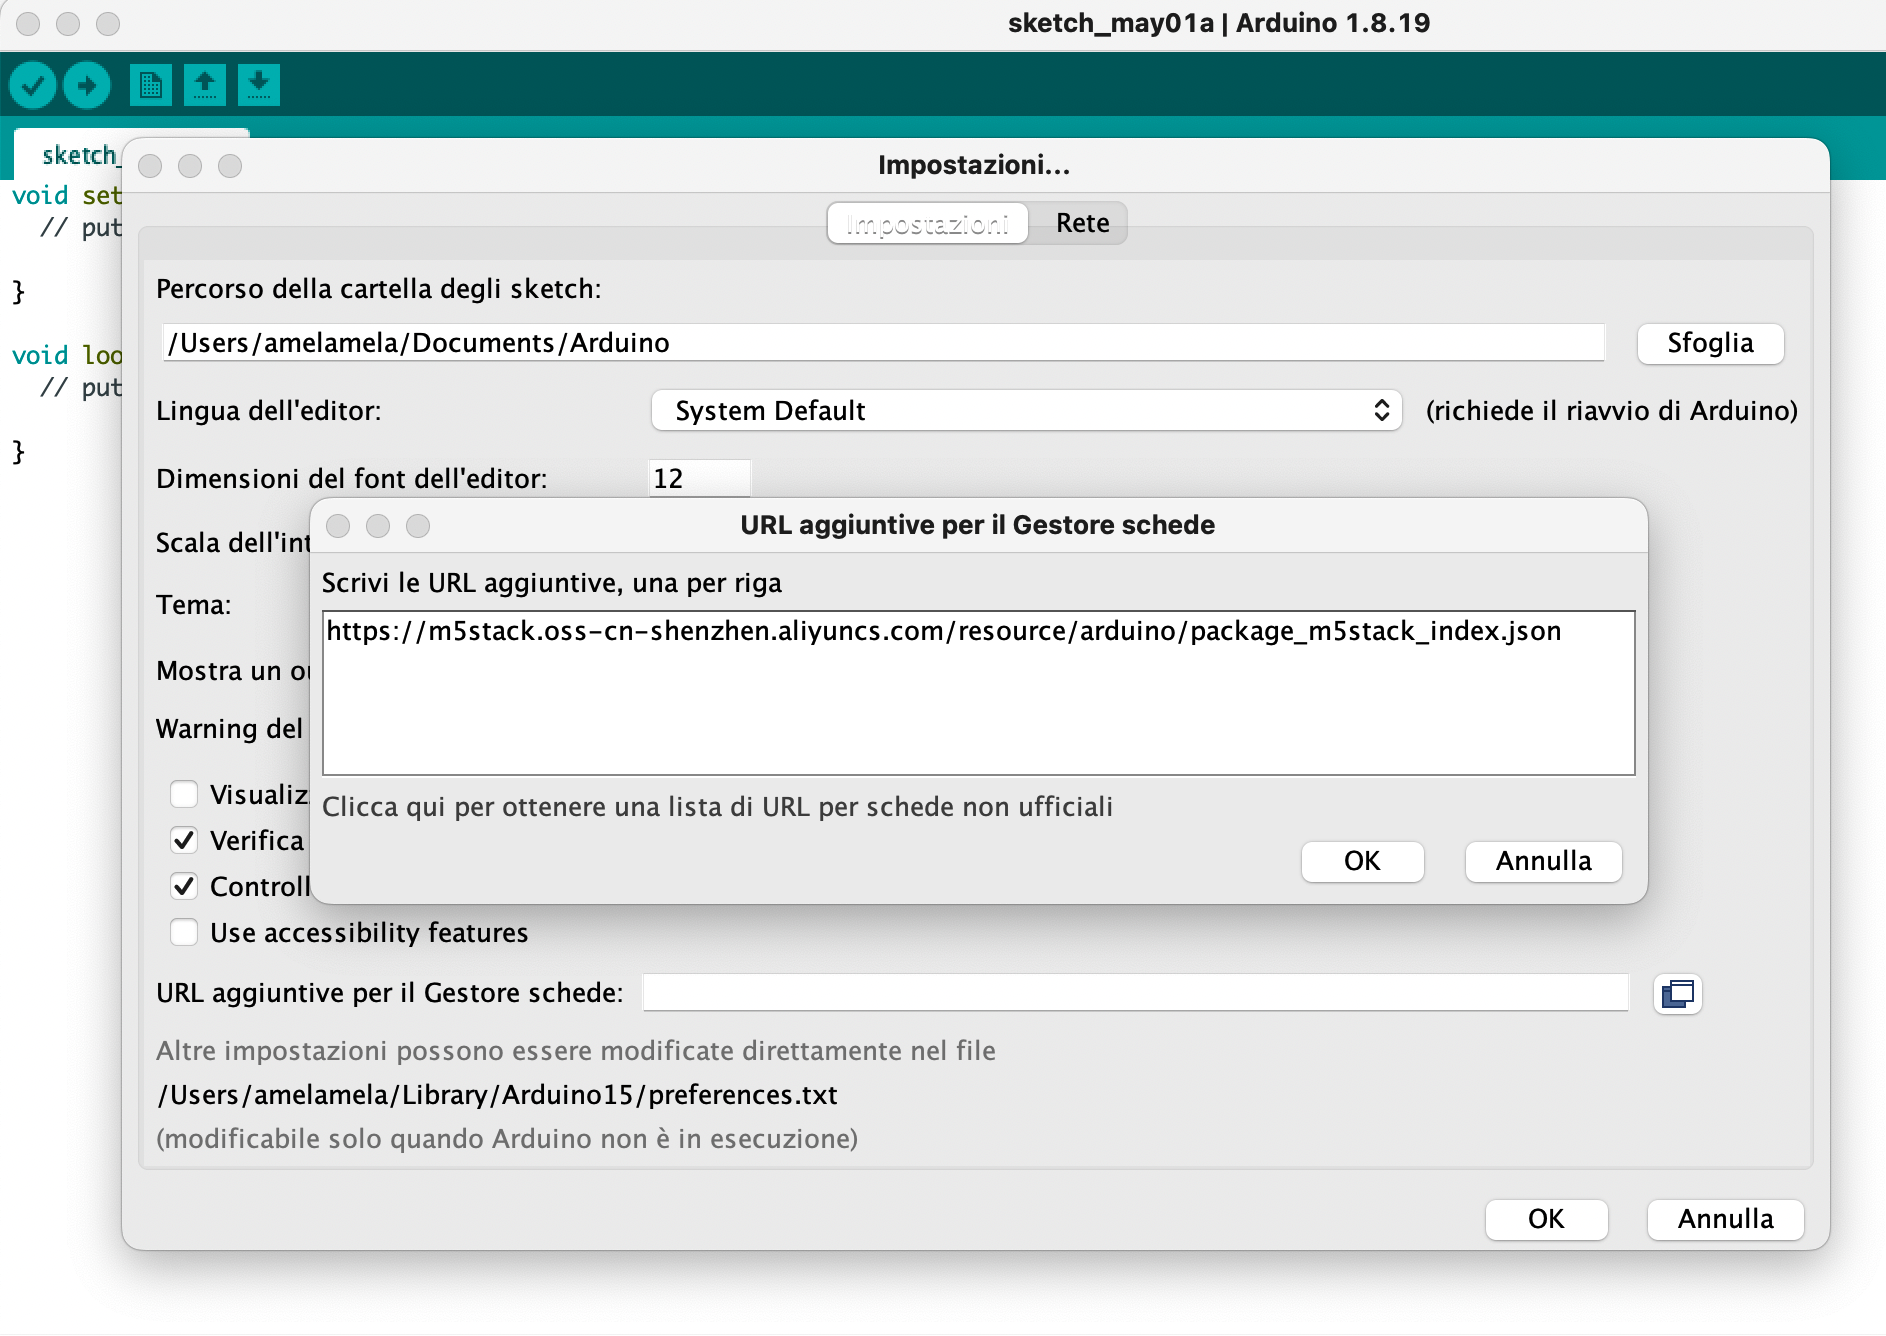 sketch_may01a | Arduino 1.8.19
sketch_
void set
// put
}
void loo
// put
}
Impostazioni...
Impostazioni
Rete
Percorso della cartella degli sketch:
/Users/amelamela/Documents/Arduino
Sfoglia
Lingua dell'editor:
System Default
(richiede il riavvio di Arduino)
Dimensioni del font dell'editor:
12
Scala dell'int
Tema:
Mostra un ou
Warning del
Visualiz
Verifica
Controll
Use accessibility features
URL aggiuntive per il Gestore schede
Scrivi le URL aggiuntive, una per riga
https://m5stack.oss-cn-shenzhen.aliyuncs.com/resource/arduino/package_m5stack_index.json
Clicca qui per ottenere una lista di URL per schede non ufficiali
OK
Annulla
URL aggiuntive per il Gestore schede:
Altre impostazioni possono essere modificate direttamente nel file
/Users/amelamela/Library/Arduino15/preferences.txt
(modificabile solo quando Arduino non è in esecuzione)
OK
Annulla